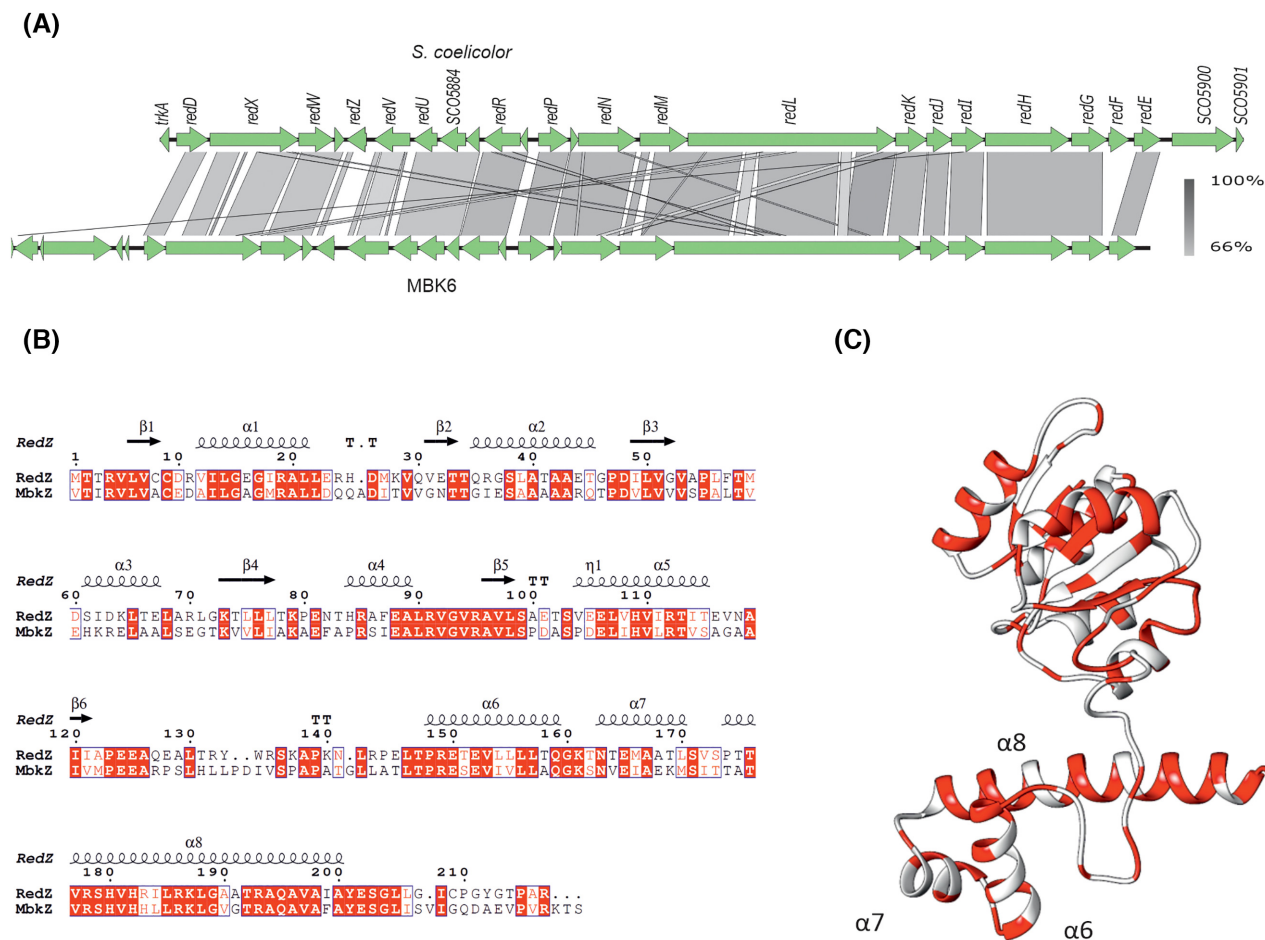 (A)
S. coelicolor
trkA redD redX redW redZ redV redU SCO5884 redR redP redN redM redL redK redJ redI redH redG redF redE SCO5900 SCO5901
100%
66%
MBK6
(B)
(C)
β1 α1 T.T β2 α2 β3
RedZ
1 10 20 30 40 50
RedZ MTTRVLVCCDRVILGEGIRALLERH.DMKVQVETTQRGSLATAAETGPDILVGVAPLFTM
MbkZ VTIRVLVACEDAILGAGMRALLDQQADITVVGNTTGIESAAAAARQTPDVLVVVSPALTV
α3 β4 α4 β5 TT η1 α5
RedZ
60 70 80 90 100 110
RedZ DSIDKLTELARLGKTLLLTKPENTHRAFEALRVGVRAVLSAETSVEELVHVIRTITEVNA
MbkZ EHKRELAALSEGTKVVLIAKAEFAPRSIEALRVGVRAVLSPDASPDELIHVLRTVSAGAA
β6 TT α6 α7
RedZ
120 130 140 150 160 170
RedZ IIAPEEAQEALTRY..WRSKAPKN.LRPELTPRETEVLLLLTQGKTNTEMAATLSVSPTT
MbkZ IVMPEEARPSLHLLPDIVSPAPATGLLATLTPRESEVIVLLAQGKSNVEIAEKMSITTAT
α8
RedZ
180 190 200 210
RedZ VRSHVHRILRKLGAATRAQAVAIAYESGLLG.ICPGYGTPAR...
MbkZ VRSHVHHLLRKLGVGTRAQAVAFAYESGLISVIGQDAEVPVRKTS
α8
α7
α6